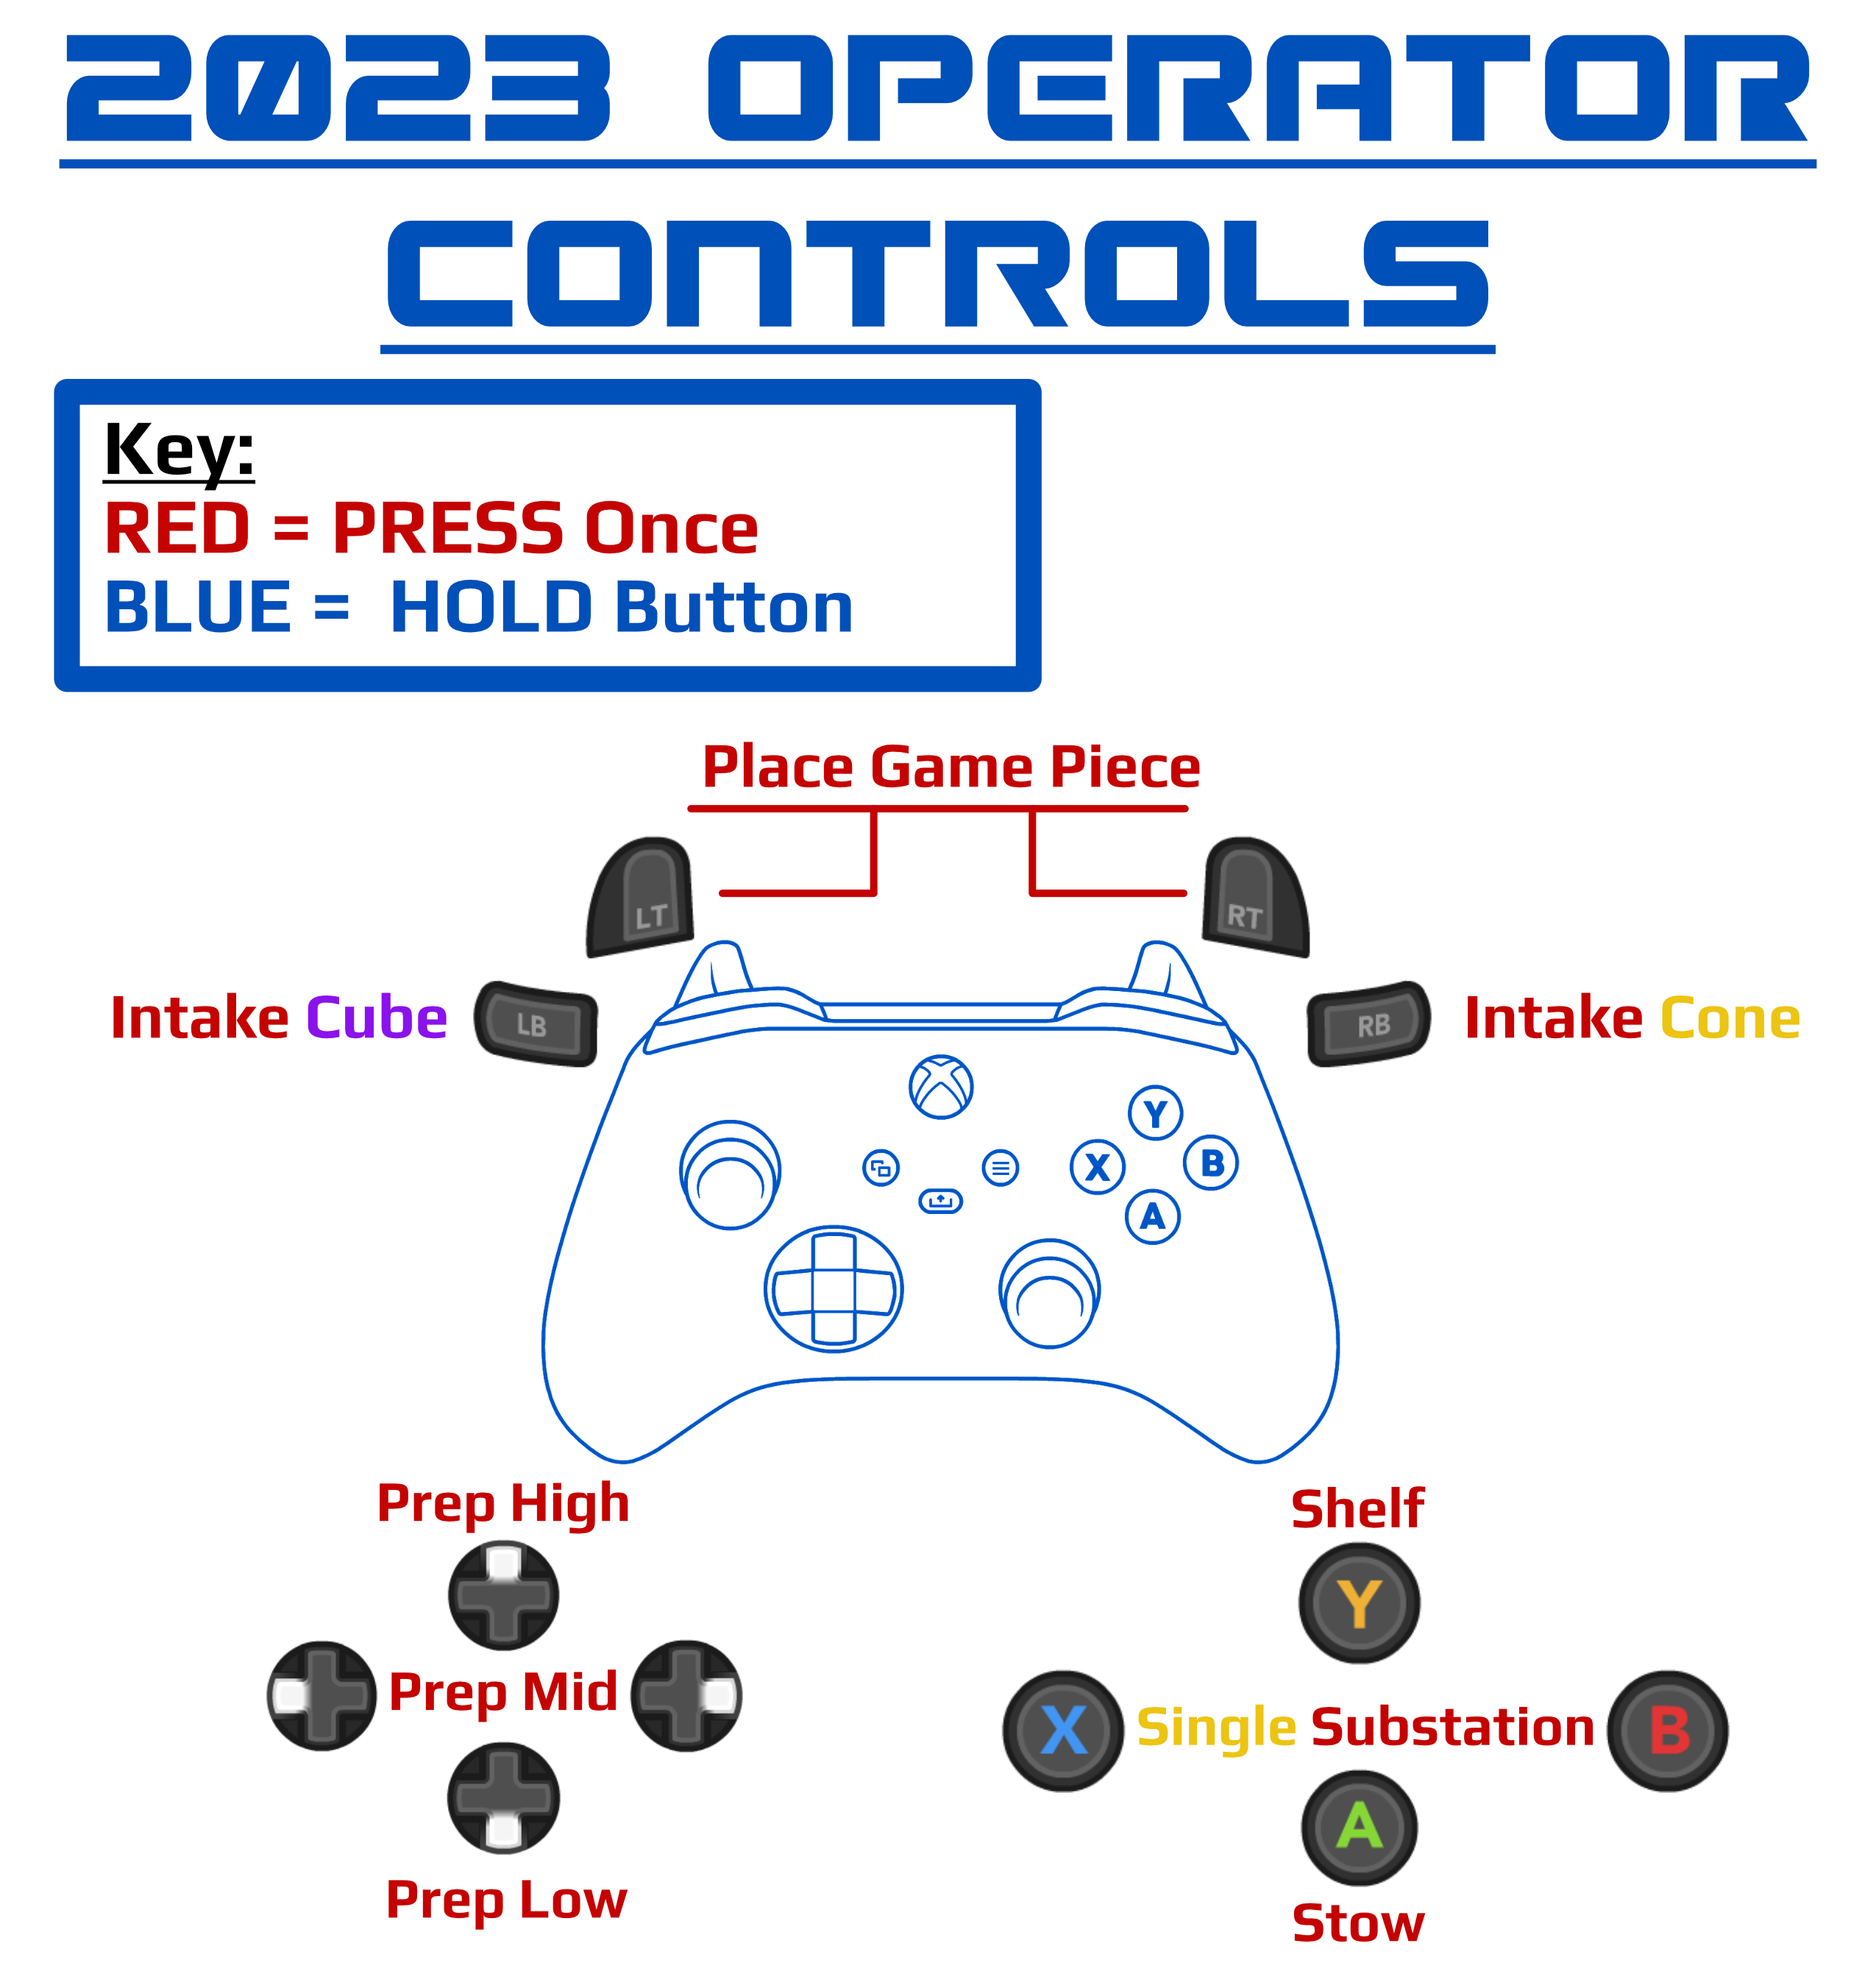 2023 OPERATOR
CONTROLS
Key:
RED = PRESS Once
BLUE = HOLD Button
Place Game Piece
LT
RT
Intake Cube
LB
RB
Intake Cone
Y
X
B
A
Prep High
Shelf
Y
Prep Mid
X
Single Substation
B
A
Prep Low
Stow